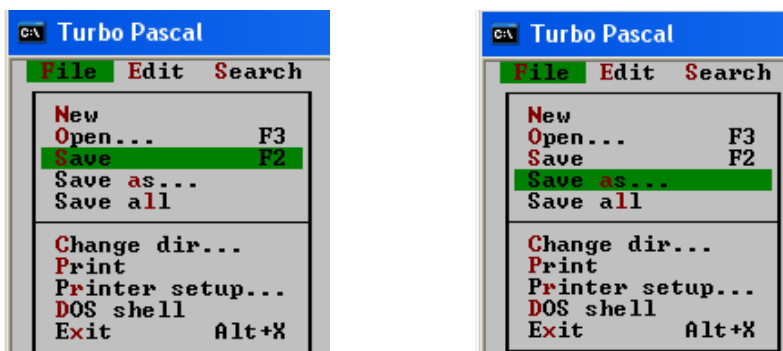 C:\ Turbo Pascal
File Edit Search
New
Open... F3
Save F2
Save as...
Save all
Change dir...
Print
Printer setup...
DOS shell
Exit Alt+X
C:\ Turbo Pascal
File Edit Search
New
Open... F3
Save F2
Save as...
Save all
Change dir...
Print
Printer setup...
DOS shell
Exit Alt+X